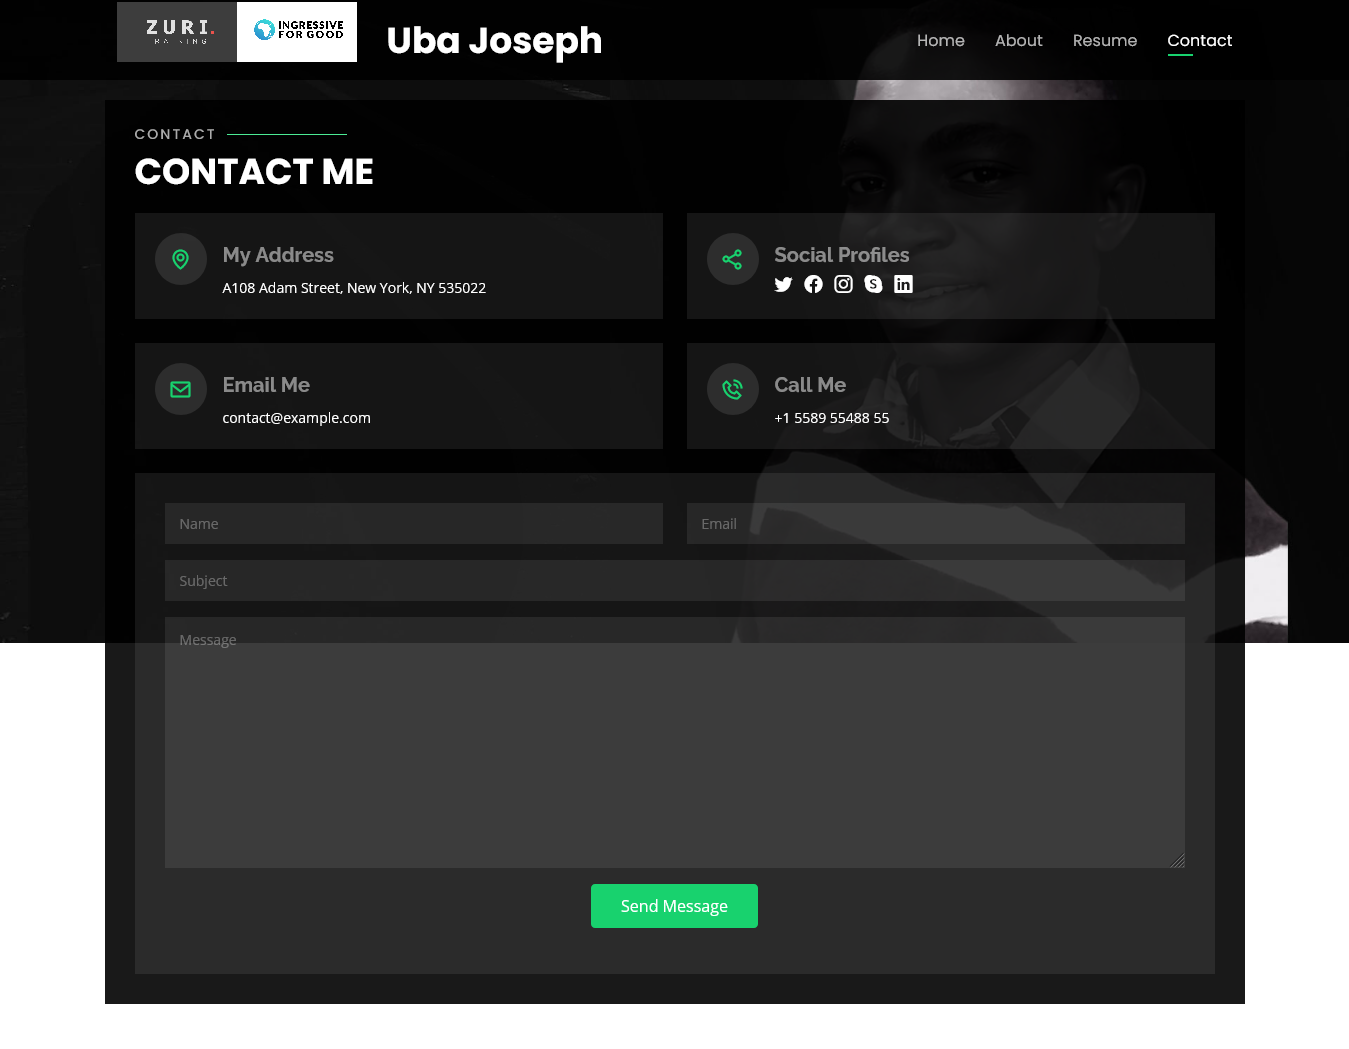 ZURI.
TRAINING
INGRESSIVE
FOR GOOD
Uba Joseph
Home
About
Resume
Contact
CONTACT
CONTACT ME
My Address
A108 Adam Street, New York, NY 535022
Social Profiles
Email Me
contact@example.com
Call Me
+1 5589 55488 55
Name
Email
Subject
Message
Send Message